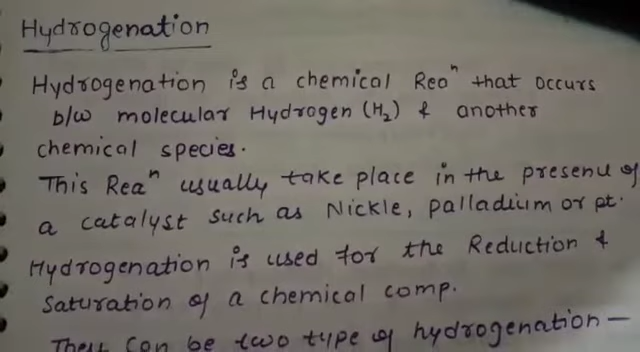 Hydrogenation
Hydrogenation is a chemical Reaⁿ that occurs
b/w molecular Hydrogen (H₂) & another
chemical species.
This Reaⁿ usually take place in the presenu of
a catalyst such as Nickle, palladium or pt.
Hydrogenation is used for the Reduction &
Saturation of a chemical comp.
There can be two type of hydrogenation —